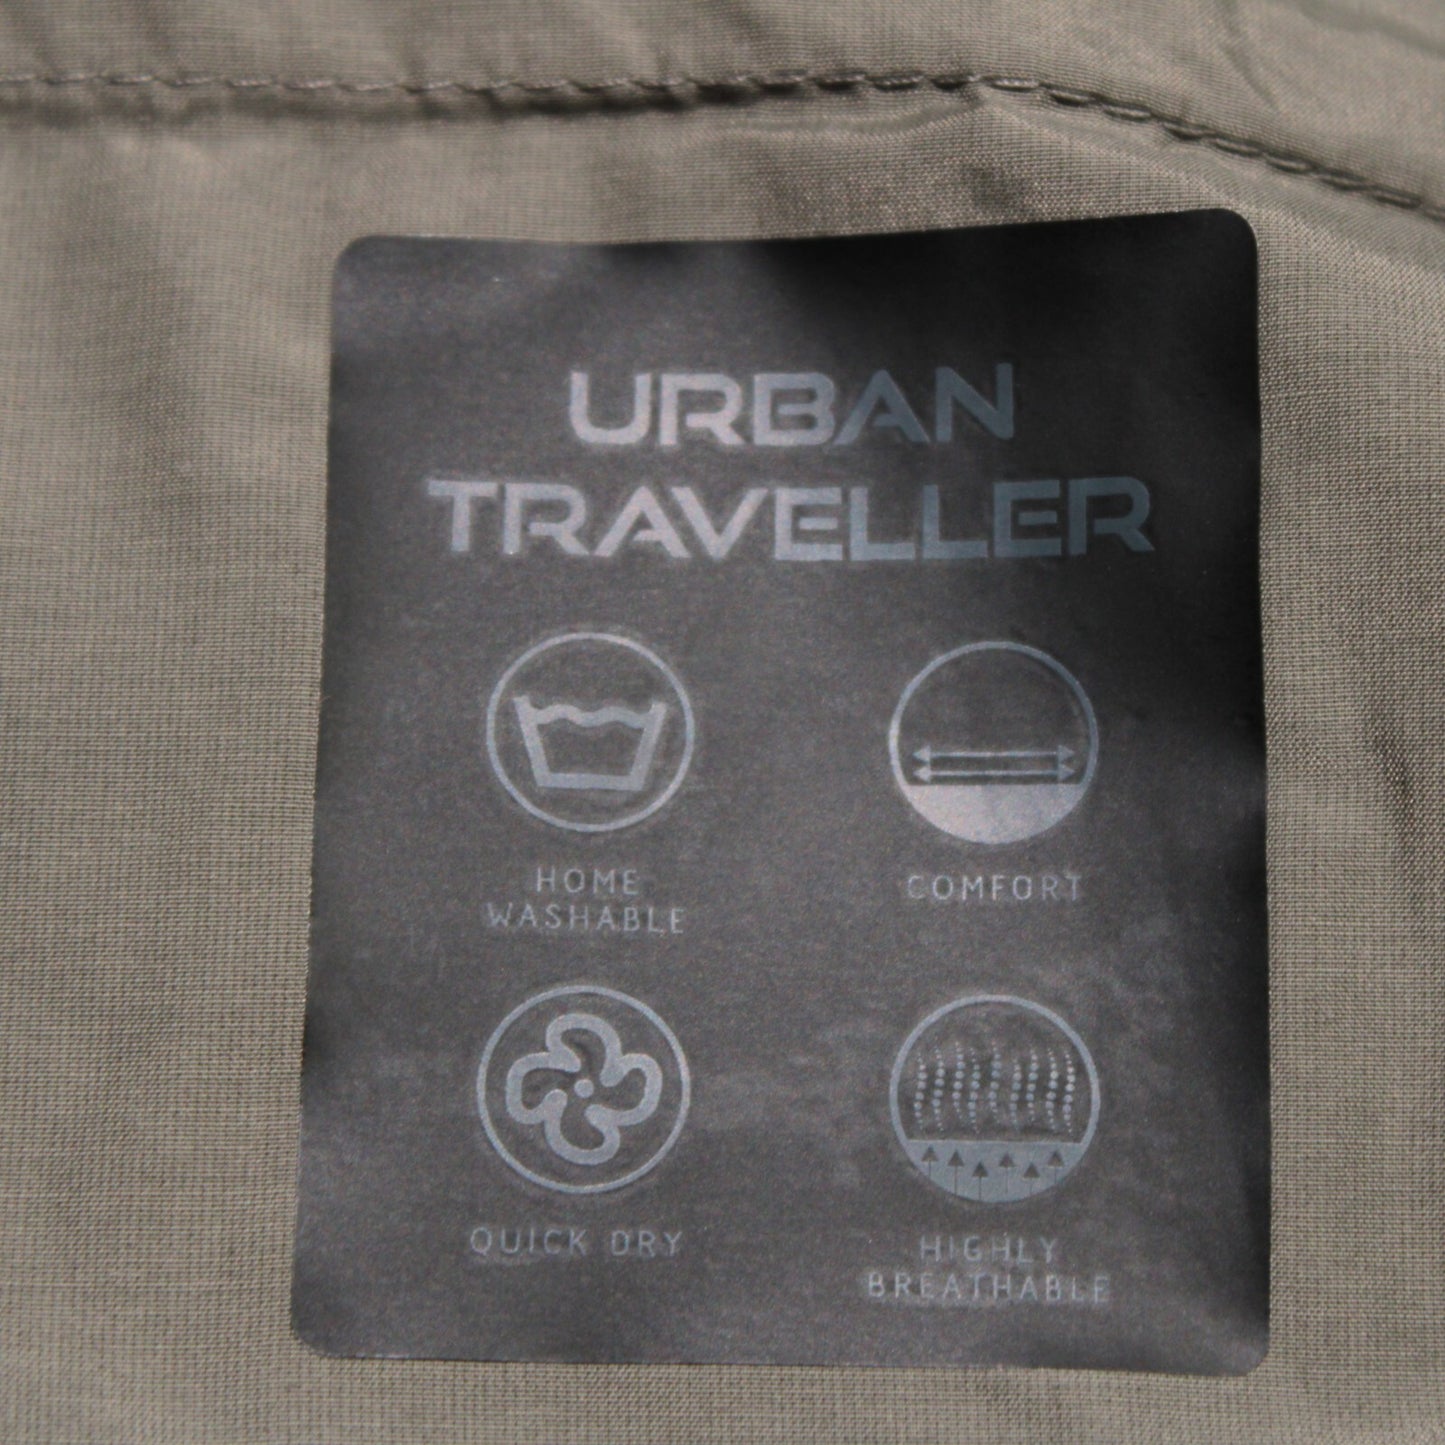 URBAN
TRAVELLER
HOME
WASHABLE
COMFORT
QUICK DRY
HIGHLY
BREATHABLE